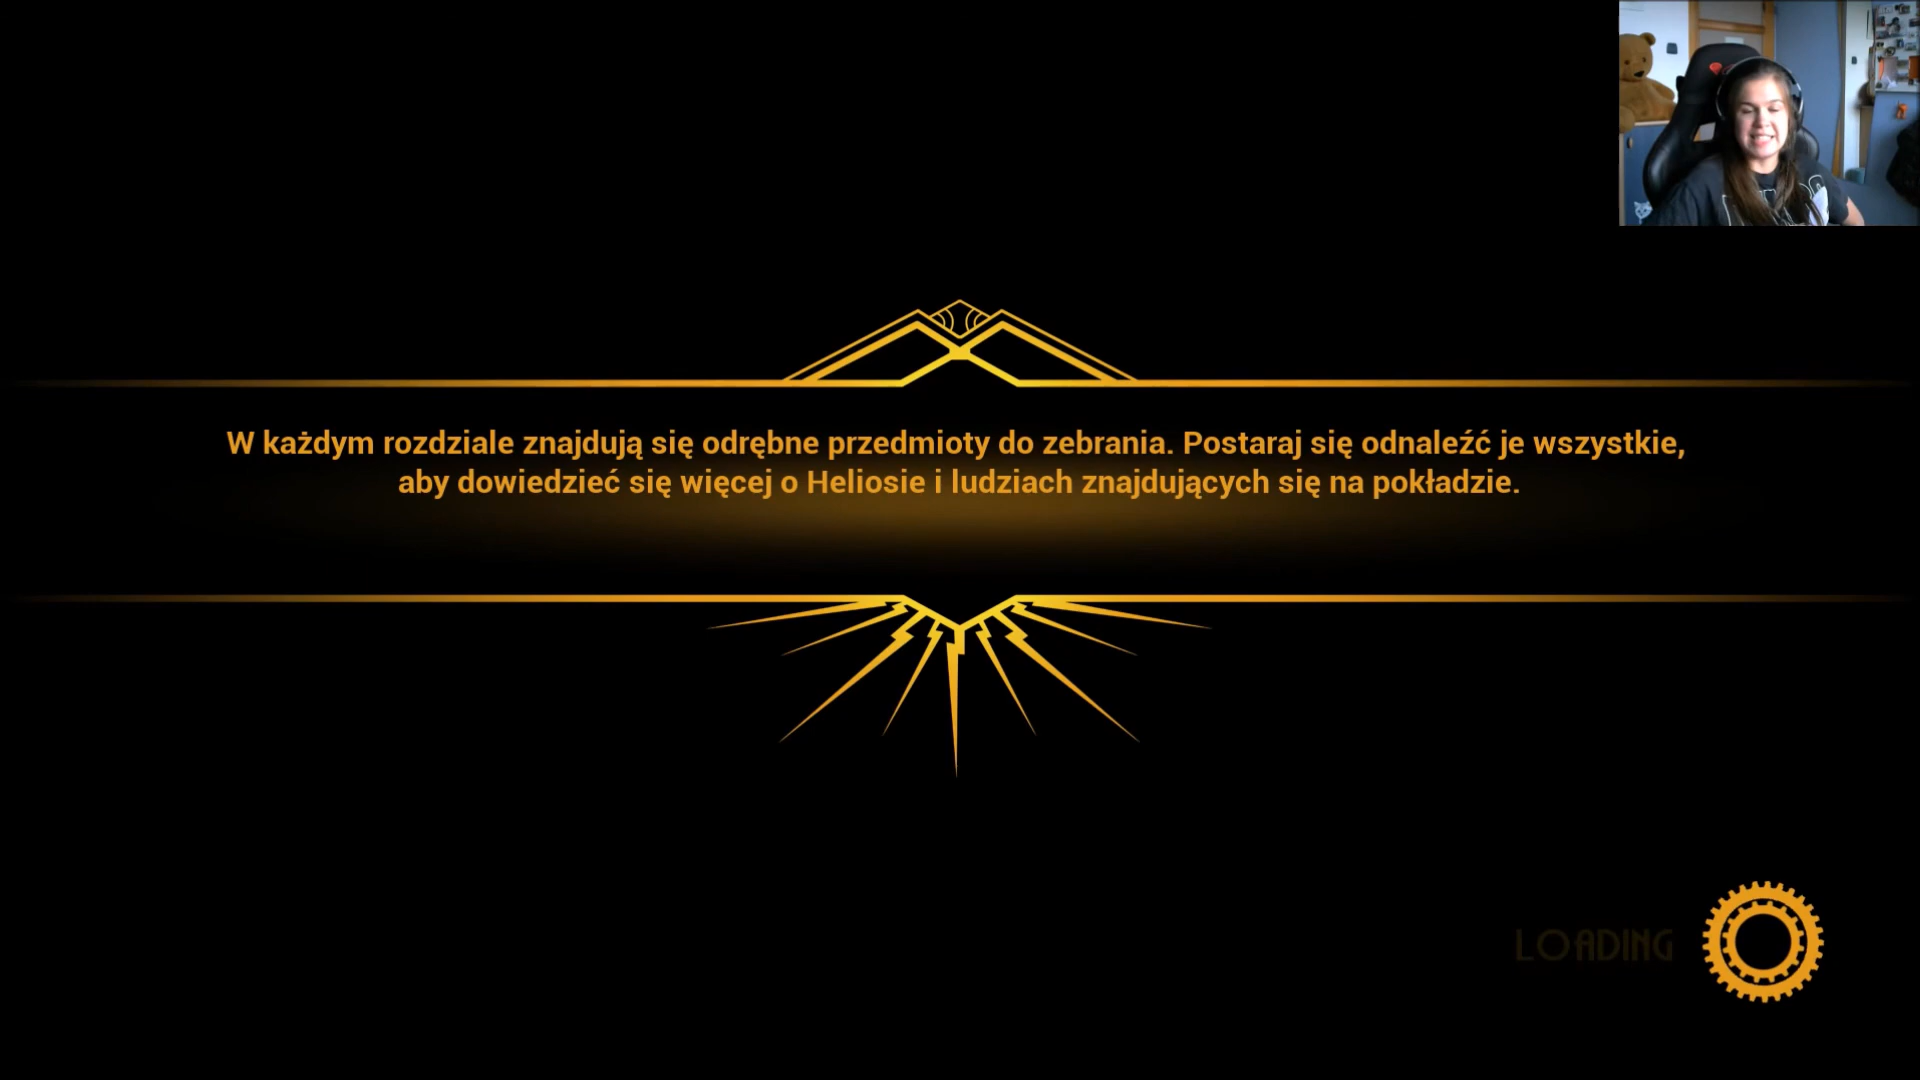 W każdym rozdziale znajdują się odrębne przedmioty do zebrania. Postaraj się odnaleźć je wszystkie,
aby dowiedzieć się więcej o Heliosie i ludziach znajdujących się na pokładzie.
LOADING